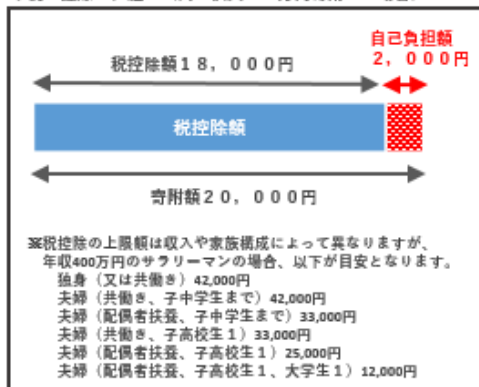 自己負担額
2，000円
税控除額１８，０００円
税控除額
寄附額２０，０００円
※税控除の上限額は収入や家族構成によって異なりますが、
年収400万円のサラリーマンの場合、以下が目安となります。
独身（又は共働き）42,000円
夫婦（共働き、子中学生まで）42,000円
夫婦（配偶者扶養、子中学生まで）33,000円
夫婦（共働き、子高校生１）33,000円
夫婦（配偶者扶養、子高校生１）25,000円
夫婦（配偶者扶養、子高校生１、大学生１）12,000円